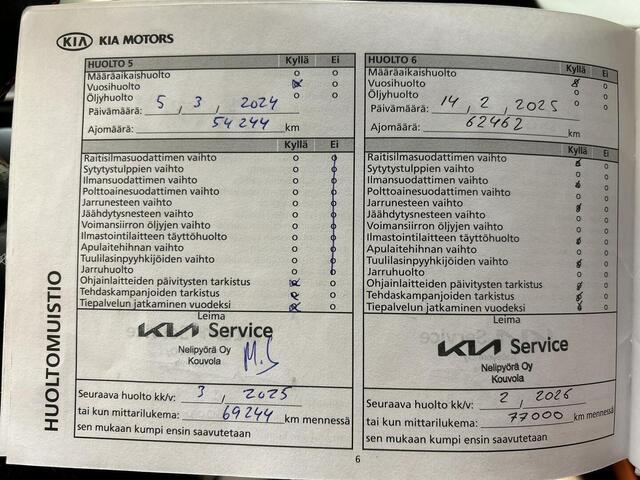 KIA KIA MOTORS
HUOLTO 5 Kyllä Ei
Määräaikaishuolto o o
Vuosihuolto o
Öljyhuolto o o
Päivämäärä: 5 , 3 , 2024
Ajomäärä: 54 244 km
Kyllä Ei
Raitisilmasuodattimen vaihto o o
Sytytystulppien vaihto o o
Ilmansuodattimen vaihto o o
Polttoainesuodattimen vaihto o o
Jarrunesteen vaihto o o
Jäähdytysnesteen vaihto o o
Voimansiirron öljyjen vaihto o o
Ilmastointilaitteen täyttöhuolto o o
Apulaitehihnan vaihto o o
Tuulilasinpyyhkijöiden vaihto o o
Jarruhuolto o o
Ohjainlaitteiden päivitysten tarkistus o o
Tehdaskampanjoiden tarkistus o o
Tiepalvelun jatkaminen vuodeksi o o
Leima
KIA Service
Nelipyörä Oy
Kouvola
M.S
Seuraava huolto kk/v: 3 , 2025
tai kun mittarilukema: 69244 km mennessä
sen mukaan kumpi ensin saavutetaan
HUOLTO 6 Kyllä Ei
Määräaikaishuolto o o
Vuosihuolto o o
Öljyhuolto o o
Päivämäärä: 14 , 2 , 2025
Ajomäärä: 62462 km
Kyllä Ei
Raitisilmasuodattimen vaihto o o
Sytytystulppien vaihto o o
Ilmansuodattimen vaihto o o
Polttoainesuodattimen vaihto o o
Jarrunesteen vaihto o o
Jäähdytysnesteen vaihto o o
Voimansiirron öljyjen vaihto o o
Ilmastointilaitteen täyttöhuolto o o
Apulaitehihnan vaihto o o
Tuulilasinpyyhkijöiden vaihto o o
Jarruhuolto o o
Ohjainlaitteiden päivitysten tarkistus o o
Tehdaskampanjoiden tarkistus o o
Tiepalvelun jatkaminen vuodeksi o o
Leima
KIA Service
Nelipyörä Oy
Kouvola
Seuraava huolto kk/v: 2 , 2026
tai kun mittarilukema: 77000 km mennessä
sen mukaan kumpi ensin saavutetaan
HUOLTOMUISTIO
6